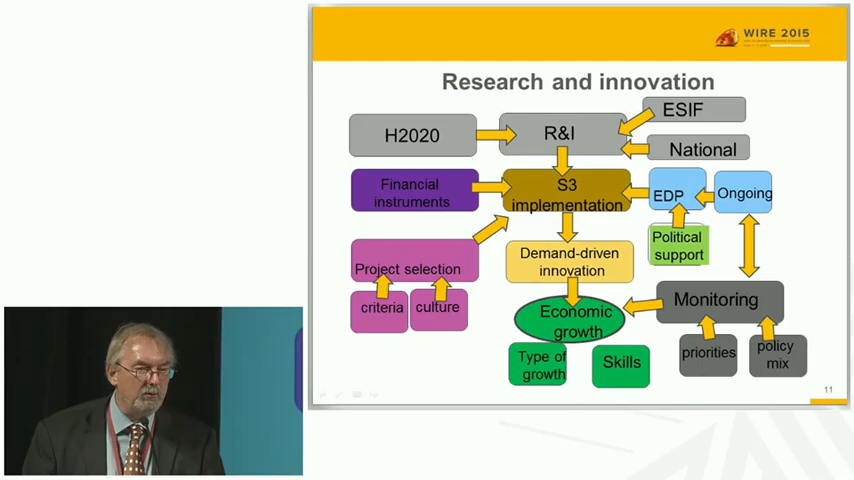 WIRE 2015
Research and innovation
ESIF
H2020
R&I
National
Financial
instruments
S3
implementation
EDP
Ongoing
Political
support
Project selection
Demand-driven
innovation
criteria
culture
Economic
growth
Monitoring
Type of
growth
Skills
priorities
policy
mix
11